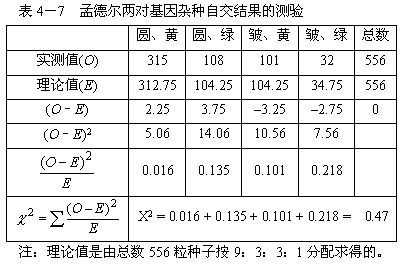 表 4—7 孟德尔两对基因杂种自交结果的测验
圆、黄 圆、绿 皱、黄 皱、绿 总数
实测值(O) 315 108 101 32 556
理论值(E) 312.75 104.25 104.25 34.75 556
(O﹣E) 2.25 3.75 –3.25 –2.75 0
(O﹣E)² 5.06 14.06 10.56 7.56
(O﹣E)²/E 0.016 0.135 0.101 0.218
χ²=∑(O﹣E)²/E X²＝0.016＋0.135＋0.101＋0.218＝ 0.47
注：理论值是由总数 556 粒种子按 9：3：3：1 分配求得的。